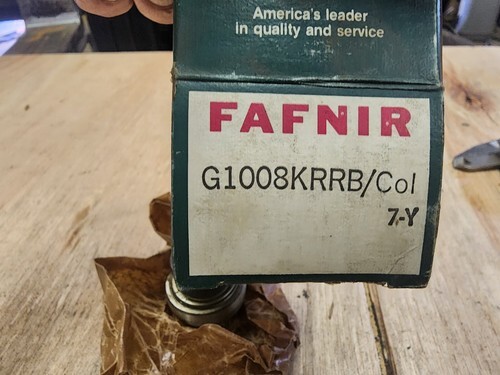 America's leader
in quality and service
FAFNIR
G1008KRRB/Col
7-Y